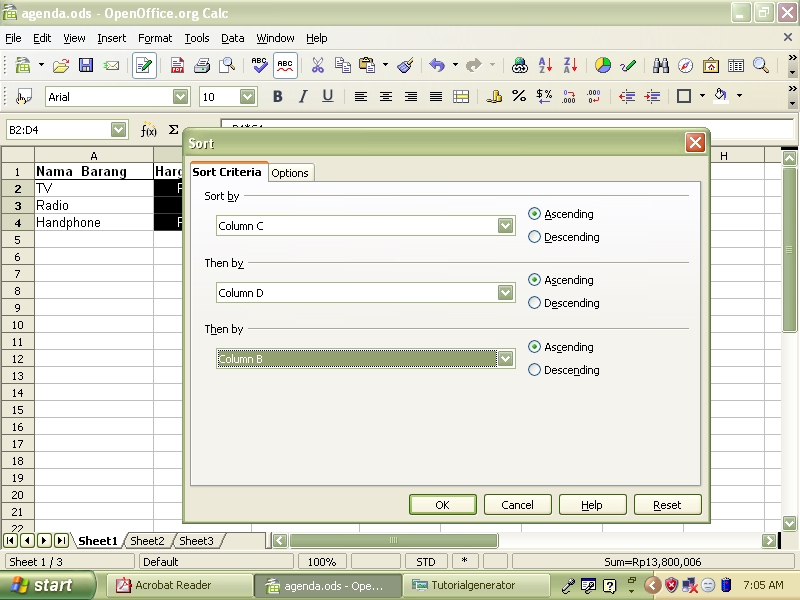 agenda.ods - OpenOffice.org Calc
File Edit View Insert Format Tools Data Window Help
ABC ABC
Arial 10 B I U
B2:D4 f(x) Σ
Sort
A H
Sort Criteria Options
1 Nama Barang Harg
2 TV
3 Radio
4 Handphone
5
6
7
8
9
10
11
12
13
14
15
16
17
18
19
20
21
22
Sort by
Column C
Ascending
Descending
Then by
Column D
Ascending
Descending
Then by
Column B
Ascending
Descending
OK Cancel Help Reset
Sheet1 Sheet2 Sheet3
Sheet 1 / 3 Default 100% STD * Sum=Rp13,800,006
start Acrobat Reader agenda.ods - Ope... Tutorialgenerator 7:05 AM